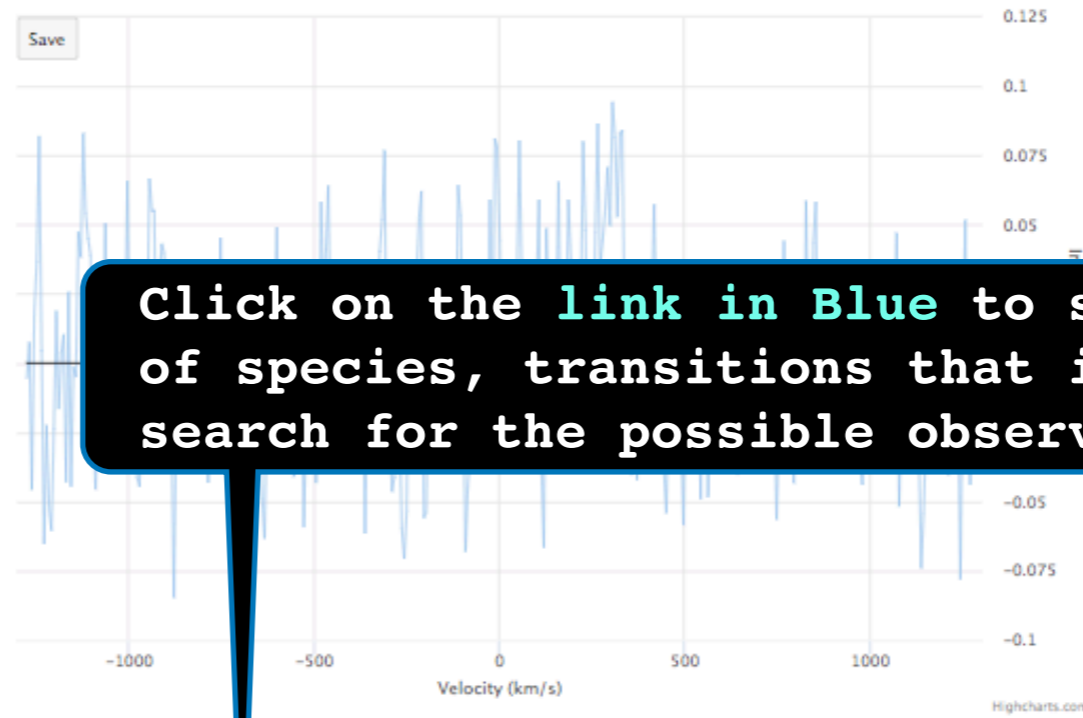 Save
0.125
0.1
0.075
0.05
Click on the link in Blue to
of species, transitions that
search for the possible
-0.05
-0.075
-0.1
-1000 -500 0 500 1000
Velocity (km/s)
Highcharts.com